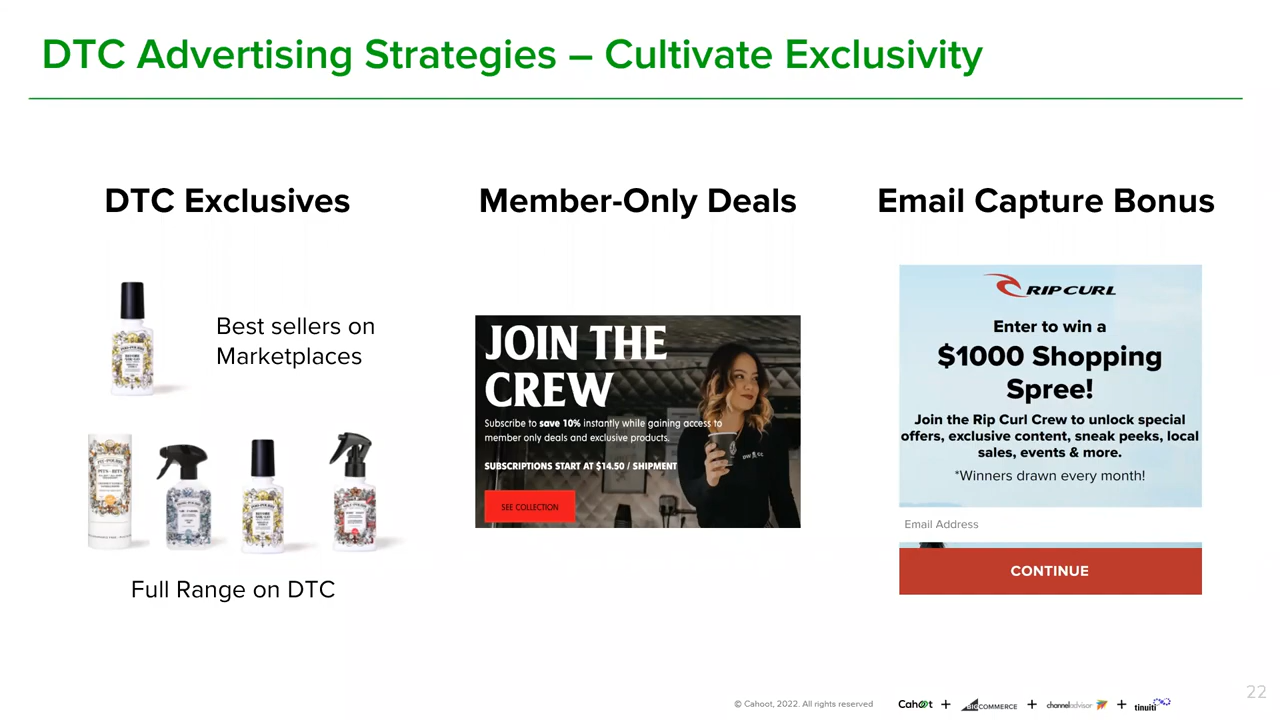 DTC Advertising Strategies – Cultivate Exclusivity
DTC Exclusives
Best sellers on
Marketplaces
Full Range on DTC
Member-Only Deals
JOIN THE
CREW
Subscribe to save 10% instantly while gaining access to
member only deals and exclusive products.
SUBSCRIPTIONS START AT $14.50 / SHIPMENT
SEE COLLECTION
Email Capture Bonus
RIP CURL
Enter to win a
$1000 Shopping
Spree!
Join the Rip Curl Crew to unlock special
offers, exclusive content, sneak peeks, local
sales, events & more.
*Winners drawn every month!
Email Address
CONTINUE
© Cahoot, 2022. All rights reserved
Cahoot + BIGCOMMERCE + channeladvisor + tinuiti
22